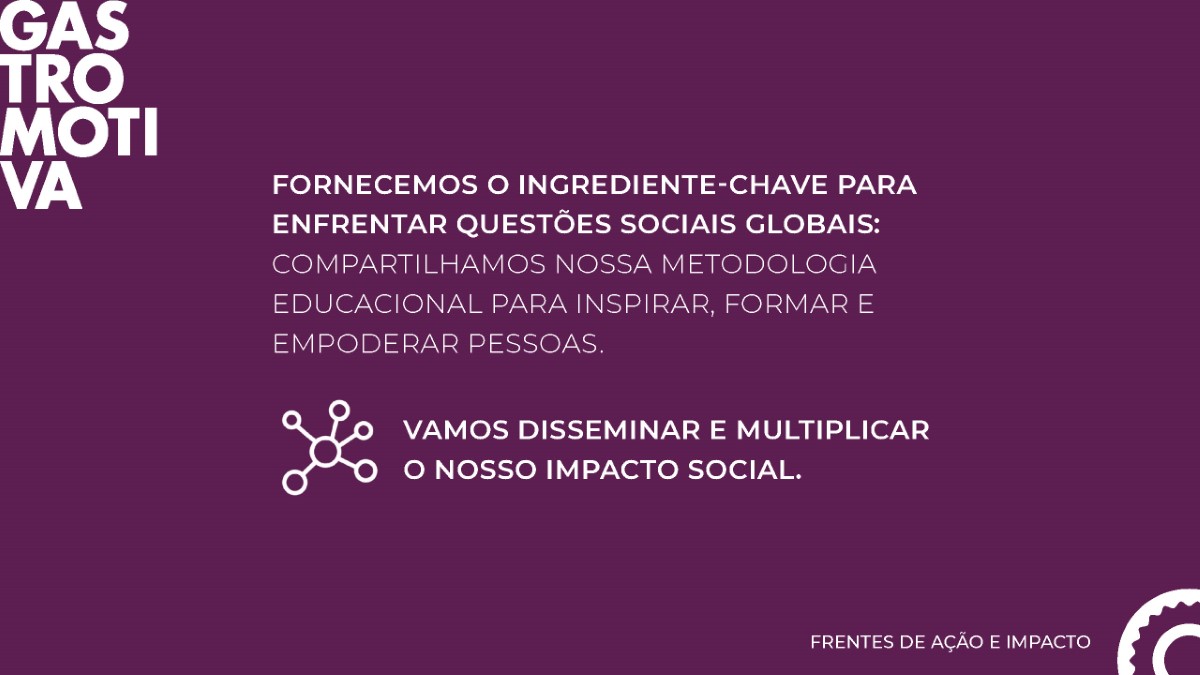 GAS
TRO
MOTI
VA
FORNECEMOS O INGREDIENTE-CHAVE PARA
ENFRENTAR QUESTÕES SOCIAIS GLOBAIS:
COMPARTILHAMOS NOSSA METODOLOGIA
EDUCACIONAL PARA INSPIRAR, FORMAR E
EMPODERAR PESSOAS.
VAMOS DISSEMINAR E MULTIPLICAR
O NOSSO IMPACTO SOCIAL.
FRENTES DE AÇÃO E IMPACTO